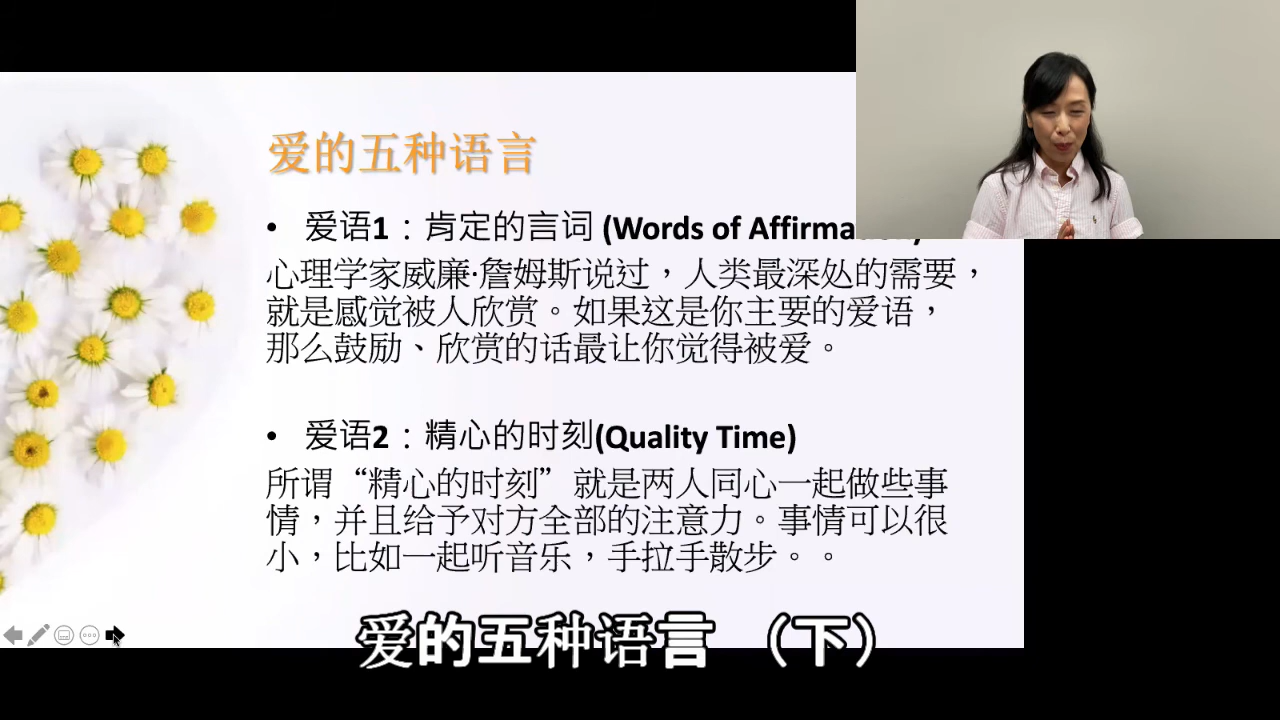 爱的五种语言
• 爱语1：肯定的言词 (Words of
心理学家威廉·詹姆斯说过，人类最深处的需要，
就是感觉被人欣赏。如果这是你主要的爱语，
那么鼓励、欣赏的话最让你觉得被爱。
• 爱语2：精心的时刻(Quality Time)
所谓“精心的时刻”就是两人同心一起做些事
情，并且给予对方全部的注意力。事情可以很
小，比如一起听音乐，手拉手散步。。
爱的五种语言 （下）